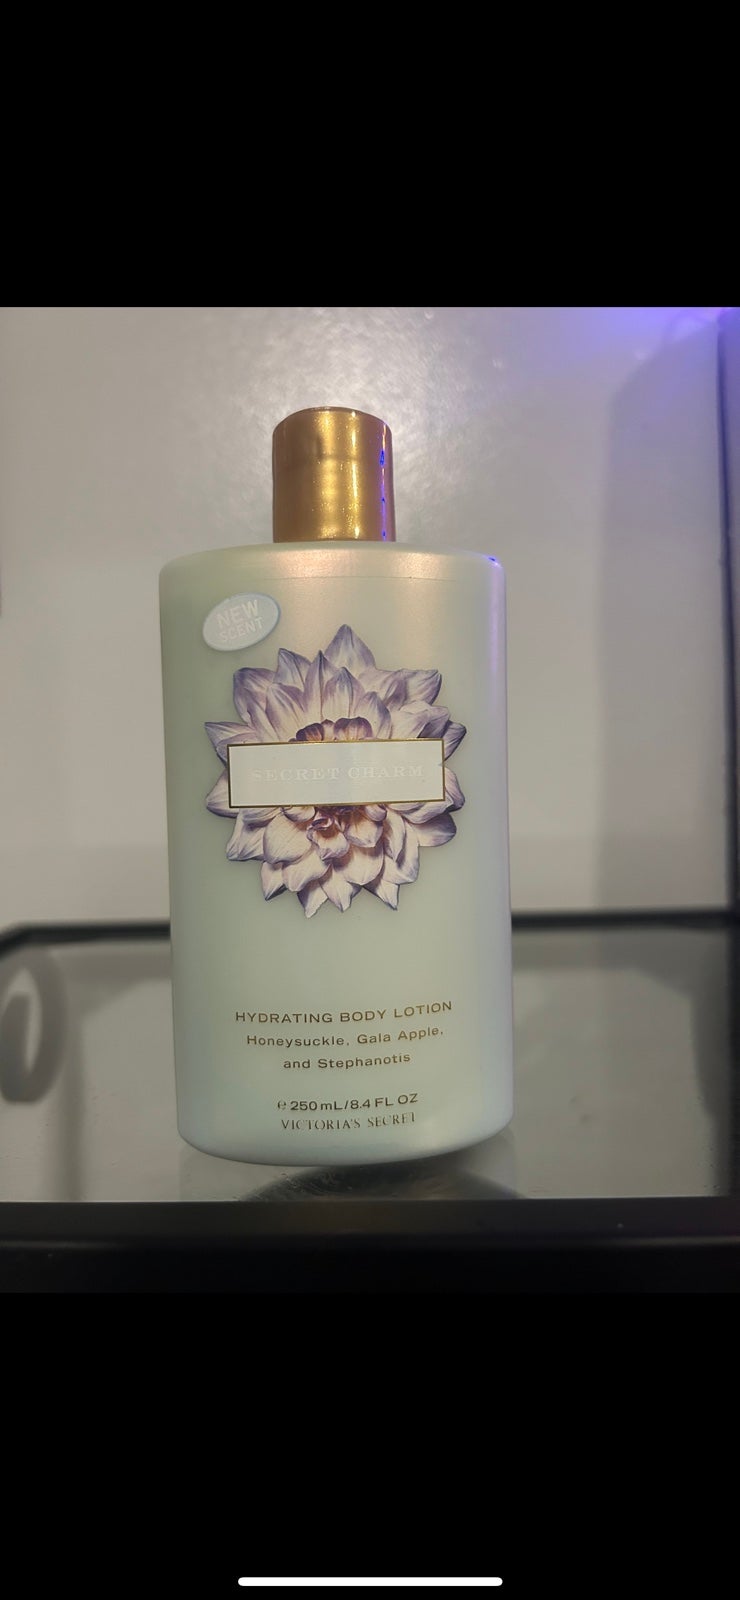 NEW
SCENT
SECRET CHARM
HYDRATING BODY LOTION
Honeysuckle, Gala Apple,
and Stephanotis
℮ 250 mL/8.4 FL OZ
VICTORIA'S SECRET